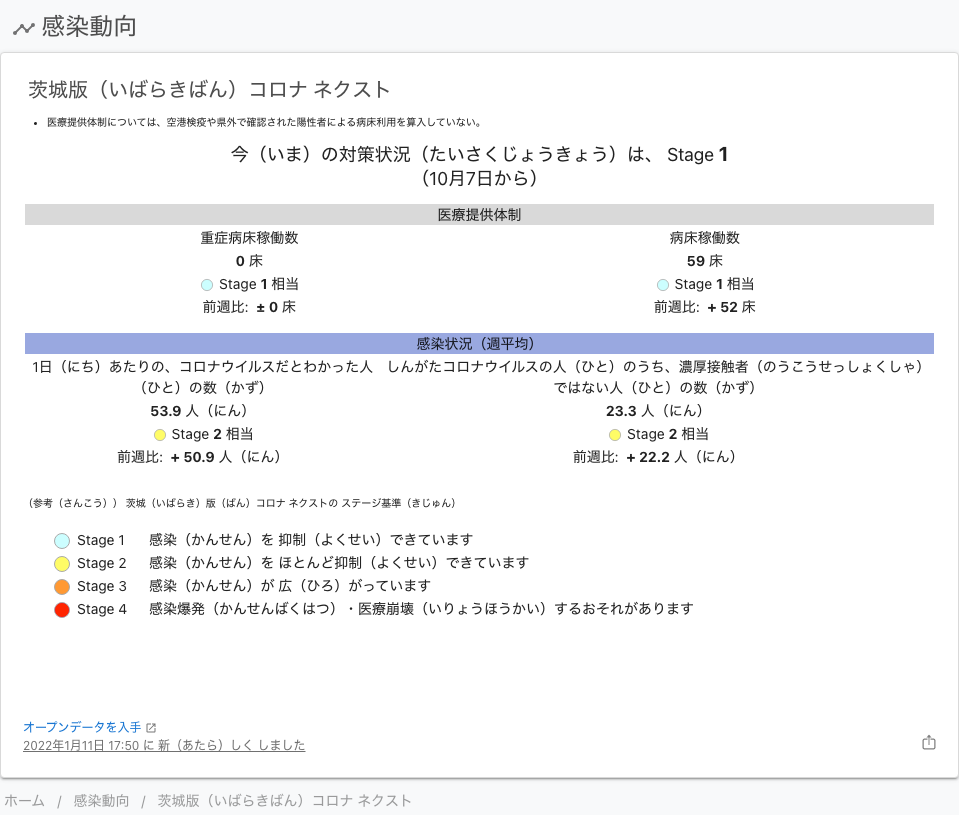 感染動向
茨城版（いばらきばん）コロナ ネクスト
• 医療提供体制については、空港検疫や県外で確認された陽性者による病床利用を算入していない。
今（いま）の対策状況（たいさくじょうきょう）は、 Stage 1
（10月7日から）
医療提供体制
重症病床稼働数
0 床
Stage 1 相当
前週比: ± 0 床
病床稼働数
59 床
Stage 1 相当
前週比: + 52 床
感染状況（週平均）
1日（にち）あたりの、コロナウイルスだとわかった人
（ひと）の数（かず）
53.9 人（にん）
Stage 2 相当
前週比: + 50.9 人（にん）
しんがたコロナウイルスの人（ひと）のうち、濃厚接触者（のうこうせっしょくしゃ）
ではない人（ひと）の数（かず）
23.3 人（にん）
Stage 2 相当
前週比: + 22.2 人（にん）
（参考（さんこう）） 茨城（いばらき）版（ばん）コロナ ネクストの ステージ基準（きじゅん）
Stage 1 感染（かんせん）を 抑制（よくせい）できています
Stage 2 感染（かんせん）を ほとんど抑制（よくせい）できています
Stage 3 感染（かんせん）が 広（ひろ）がっています
Stage 4 感染爆発（かんせんばくはつ）・医療崩壊（いりょうほうかい）するおそれがあります
オープンデータを入手
2022年1月11日 17:50 に 新（あたら）しく しました
ホーム / 感染動向 / 茨城版（いばらきばん）コロナ ネクスト